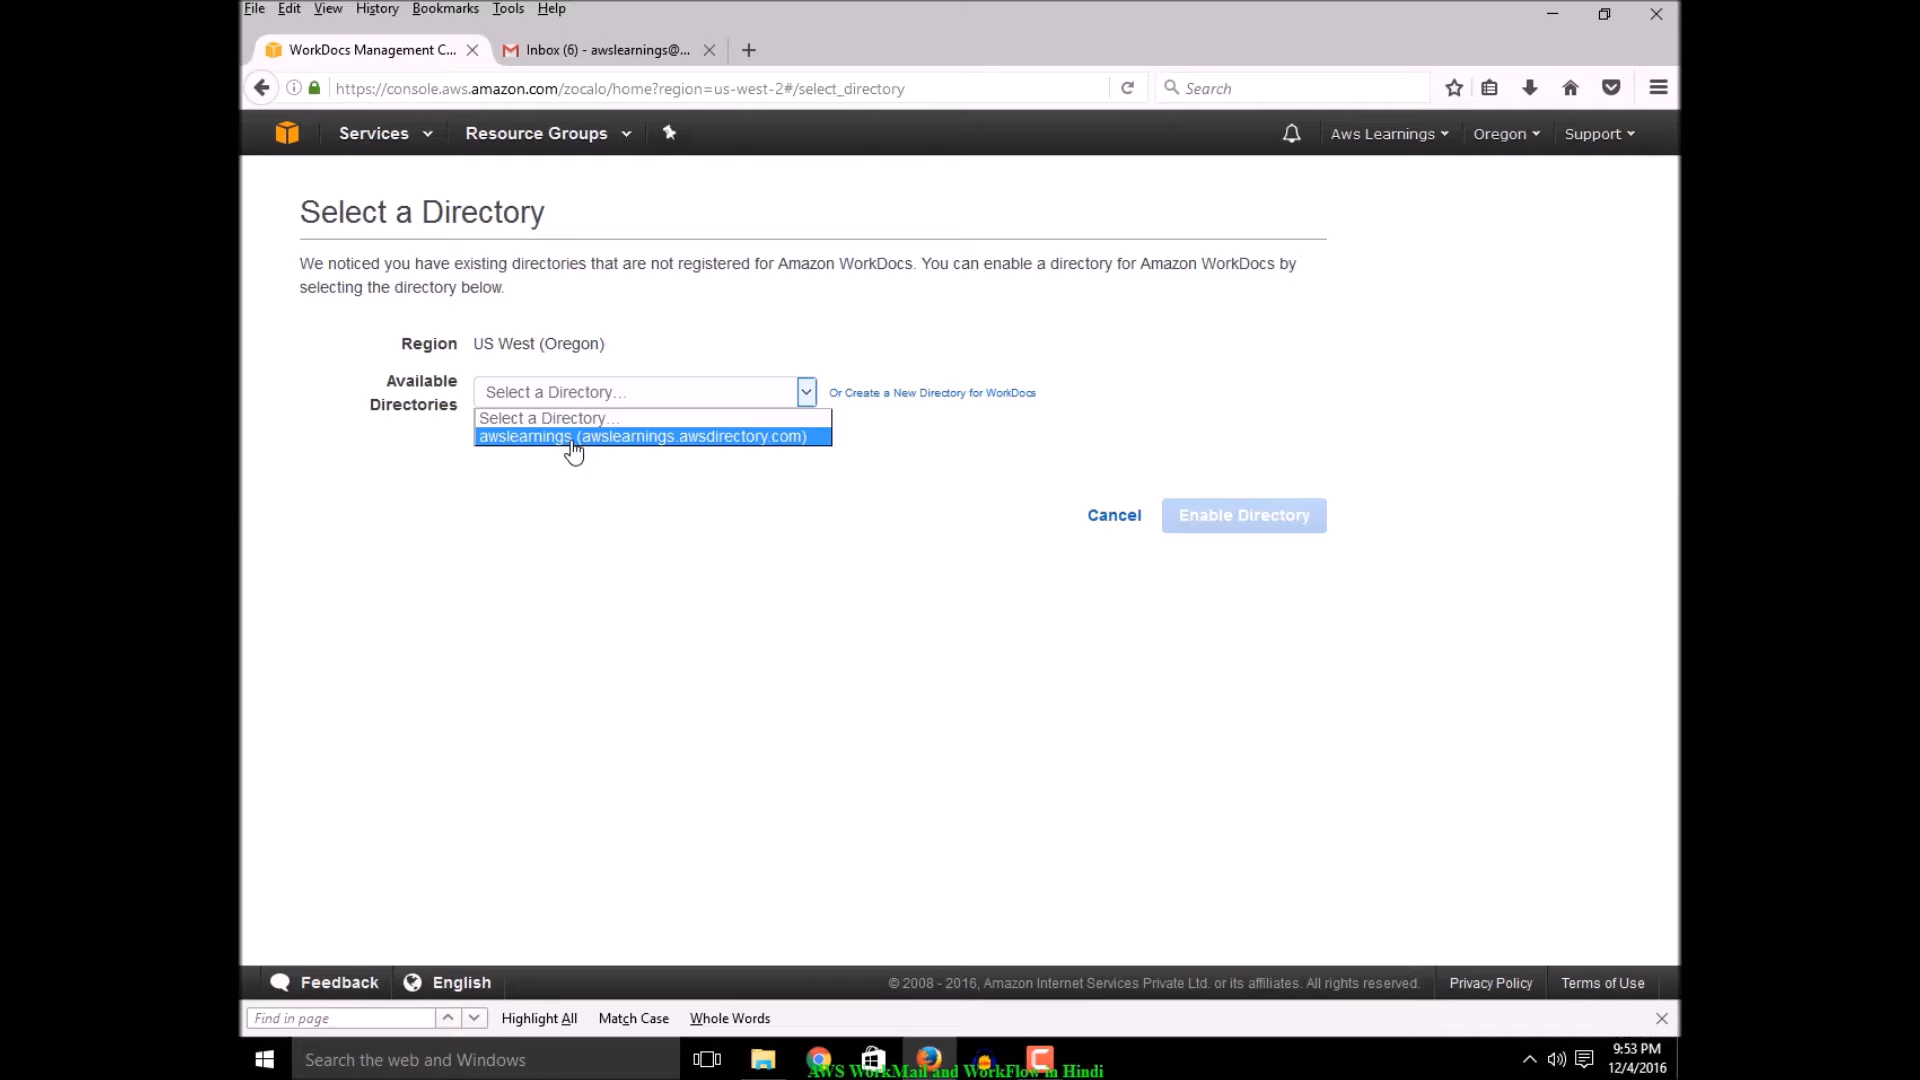 File Edit View History Bookmarks Tools Help
WorkDocs Management C... Inbox (6) - awslearnings@...
https://console.aws.amazon.com/zocalo/home?region=us-west-2#/select_directory Search
Services Resource Groups Aws Learnings Oregon Support
Select a Directory
We noticed you have existing directories that are not registered for Amazon WorkDocs. You can enable a directory for Amazon WorkDocs by
selecting the directory below.
Region US West (Oregon)
Available
Directories
Select a Directory... Or Create a New Directory for WorkDocs
Select a Directory...
awslearnings (awslearnings.awsdirectory.com)
Cancel Enable Directory
Feedback English © 2008 - 2016, Amazon Internet Services Private Ltd. or its affiliates. All rights reserved. Privacy Policy Terms of Use
Find in page Highlight All Match Case Whole Words
Search the web and Windows 9:53 PM
12/4/2016
AWS WorkMail and WorkFlow in Hindi